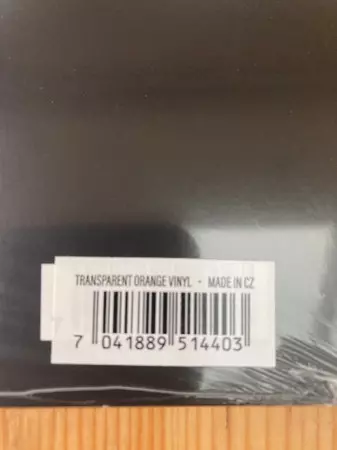 TRANSPARENT ORANGE VINYL - MADE IN CZ
7 041889 514403